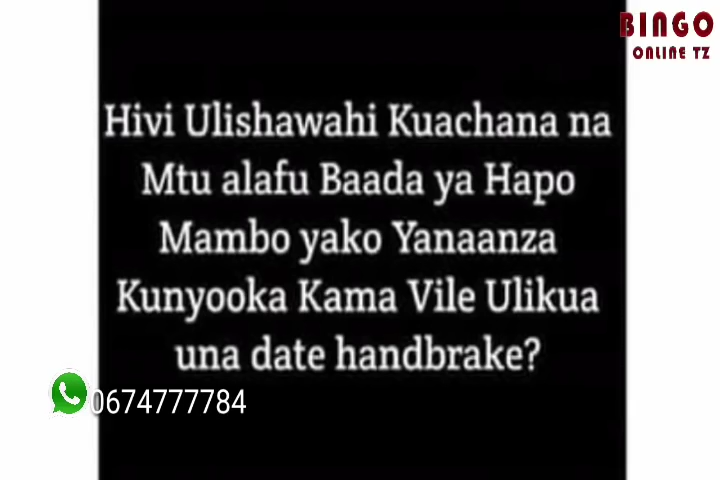 BINGO
ONLINE TZ
Hivi Ulishawahi Kuachana na
Mtu alafu Baada ya Hapo
Mambo yako Yanaanza
Kunyooka Kama Vile Ulikua
una date handbrake?
0674777784